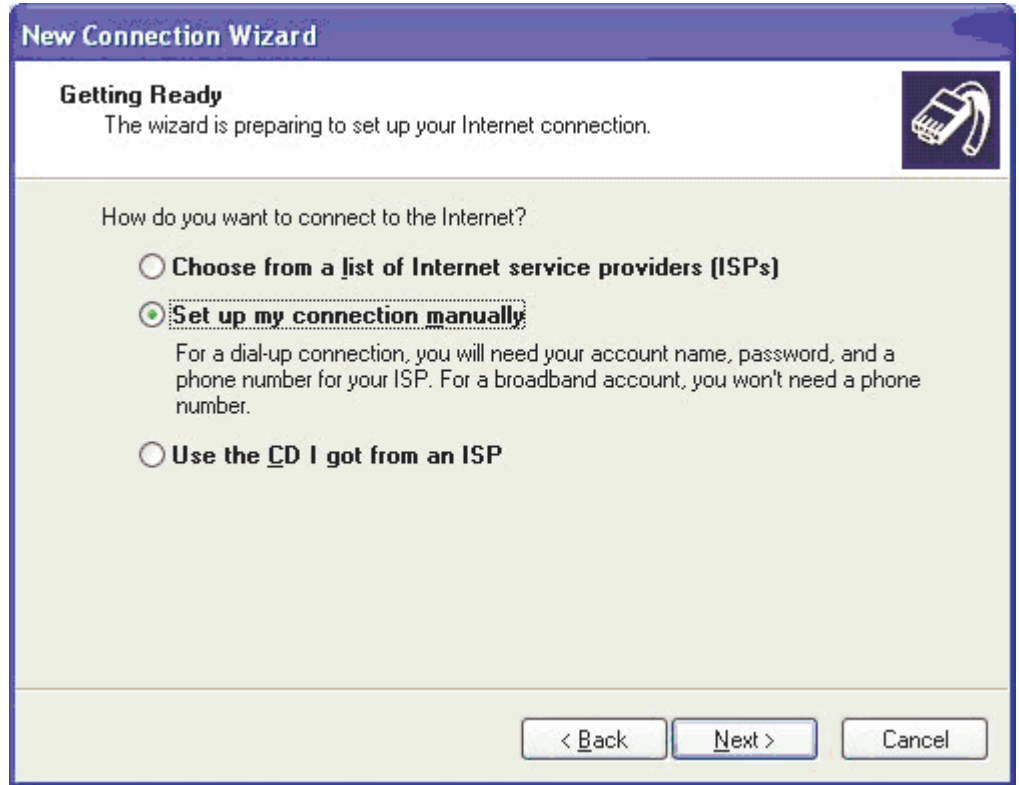 New Connection Wizard
Getting Ready
The wizard is preparing to set up your Internet connection.
How do you want to connect to the Internet?
Choose from a list of Internet service providers (ISPs)
Set up my connection manually
For a dial-up connection, you will need your account name, password, and a
phone number for your ISP. For a broadband account, you won't need a phone
number.
Use the CD I got from an ISP
< Back Next > Cancel